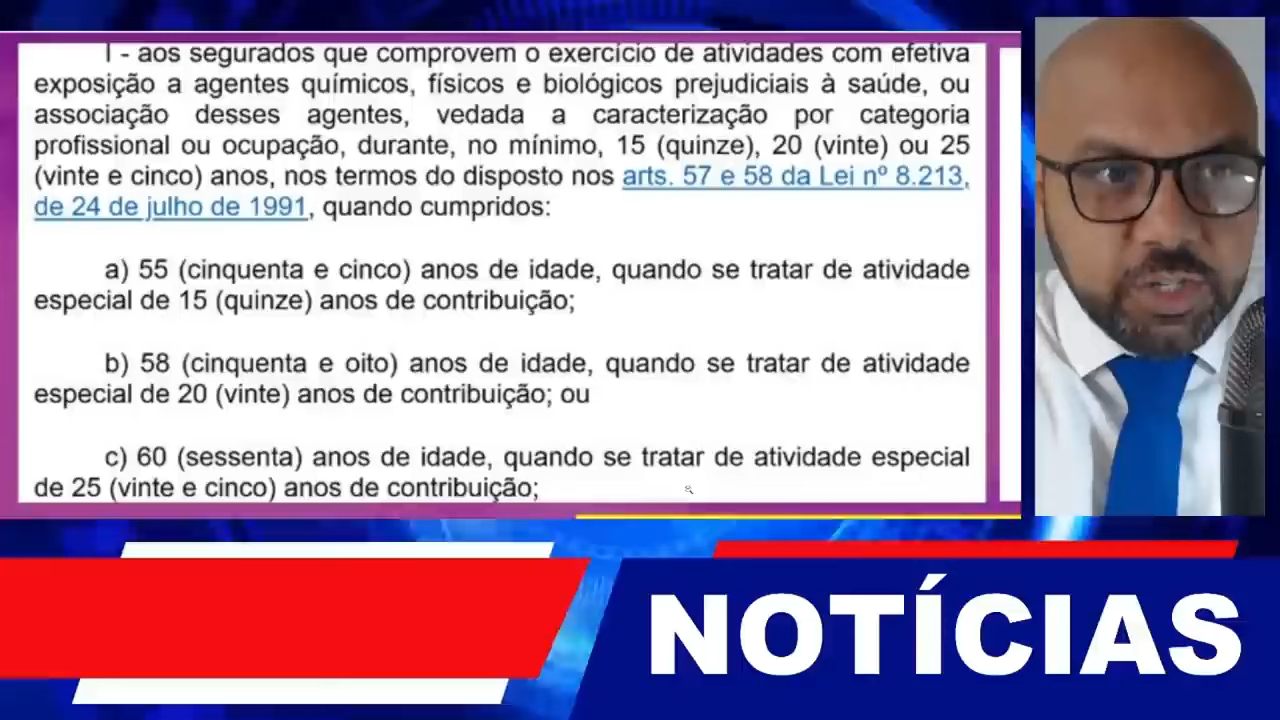 I - aos segurados que comprovem o exercício de atividades com efetiva
exposição a agentes químicos, físicos e biológicos prejudiciais à saúde, ou
associação desses agentes, vedada a caracterização por categoria
profissional ou ocupação, durante, no mínimo, 15 (quinze), 20 (vinte) ou 25
(vinte e cinco) anos, nos termos do disposto nos arts. 57 e 58 da Lei nº 8.213,
de 24 de julho de 1991, quando cumpridos:
a) 55 (cinquenta e cinco) anos de idade, quando se tratar de atividade
especial de 15 (quinze) anos de contribuição;
b) 58 (cinquenta e oito) anos de idade, quando se tratar de atividade
especial de 20 (vinte) anos de contribuição; ou
c) 60 (sessenta) anos de idade, quando se tratar de atividade especial
de 25 (vinte e cinco) anos de contribuição;
NOTÍCIAS